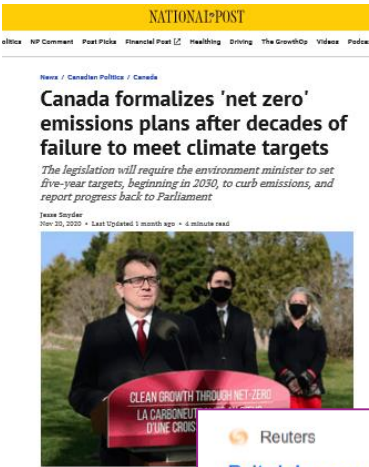 NATIONAL POST
olitics NP Comment Post Picks Financial Post Healthing Driving The GrowthOp Videos Podca
News / Canadian Politics / Canada
Canada formalizes 'net zero'
emissions plans after decades of
failure to meet climate targets
The legislation will require the environment minister to set
five-year targets, beginning in 2030, to curb emissions, and
report progress back to Parliament
Jesse Snyder
Nov 20, 2020 • Last Updated 1 month ago • 4 minute read
CLEAN GROWTH THROUGH NET-ZERO
LA CARBONEUT
D'UNE CROIS
Reuters